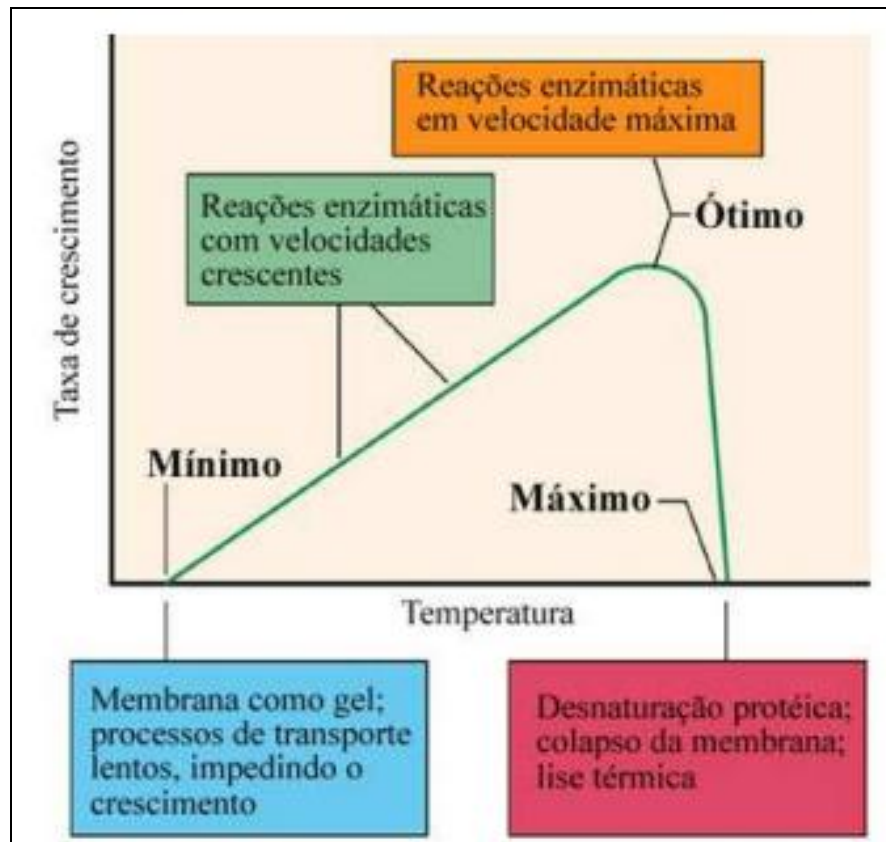 Reações enzimáticas
em velocidade máxima
Ótimo
Reações enzimáticas
com velocidades
crescentes
Taxa de crescimento
Mínimo
Máximo
Temperatura
Membrana como gel;
processos de transporte
lentos, impedindo o
crescimento
Desnaturação protéica;
colapso da membrana;
lise térmica